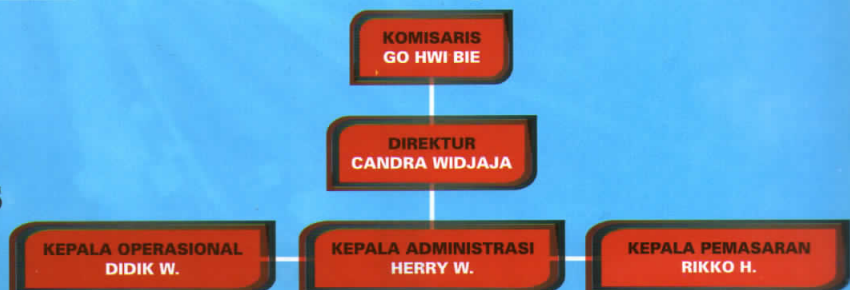 KOMISARIS
GO HWI BIE
DIREKTUR
CANDRA WIDJAJA
KEPALA OPERASIONAL
DIDIK W.
KEPALA ADMINISTRASI
HERRY W.
KEPALA PEMASARAN
RIKKO H.